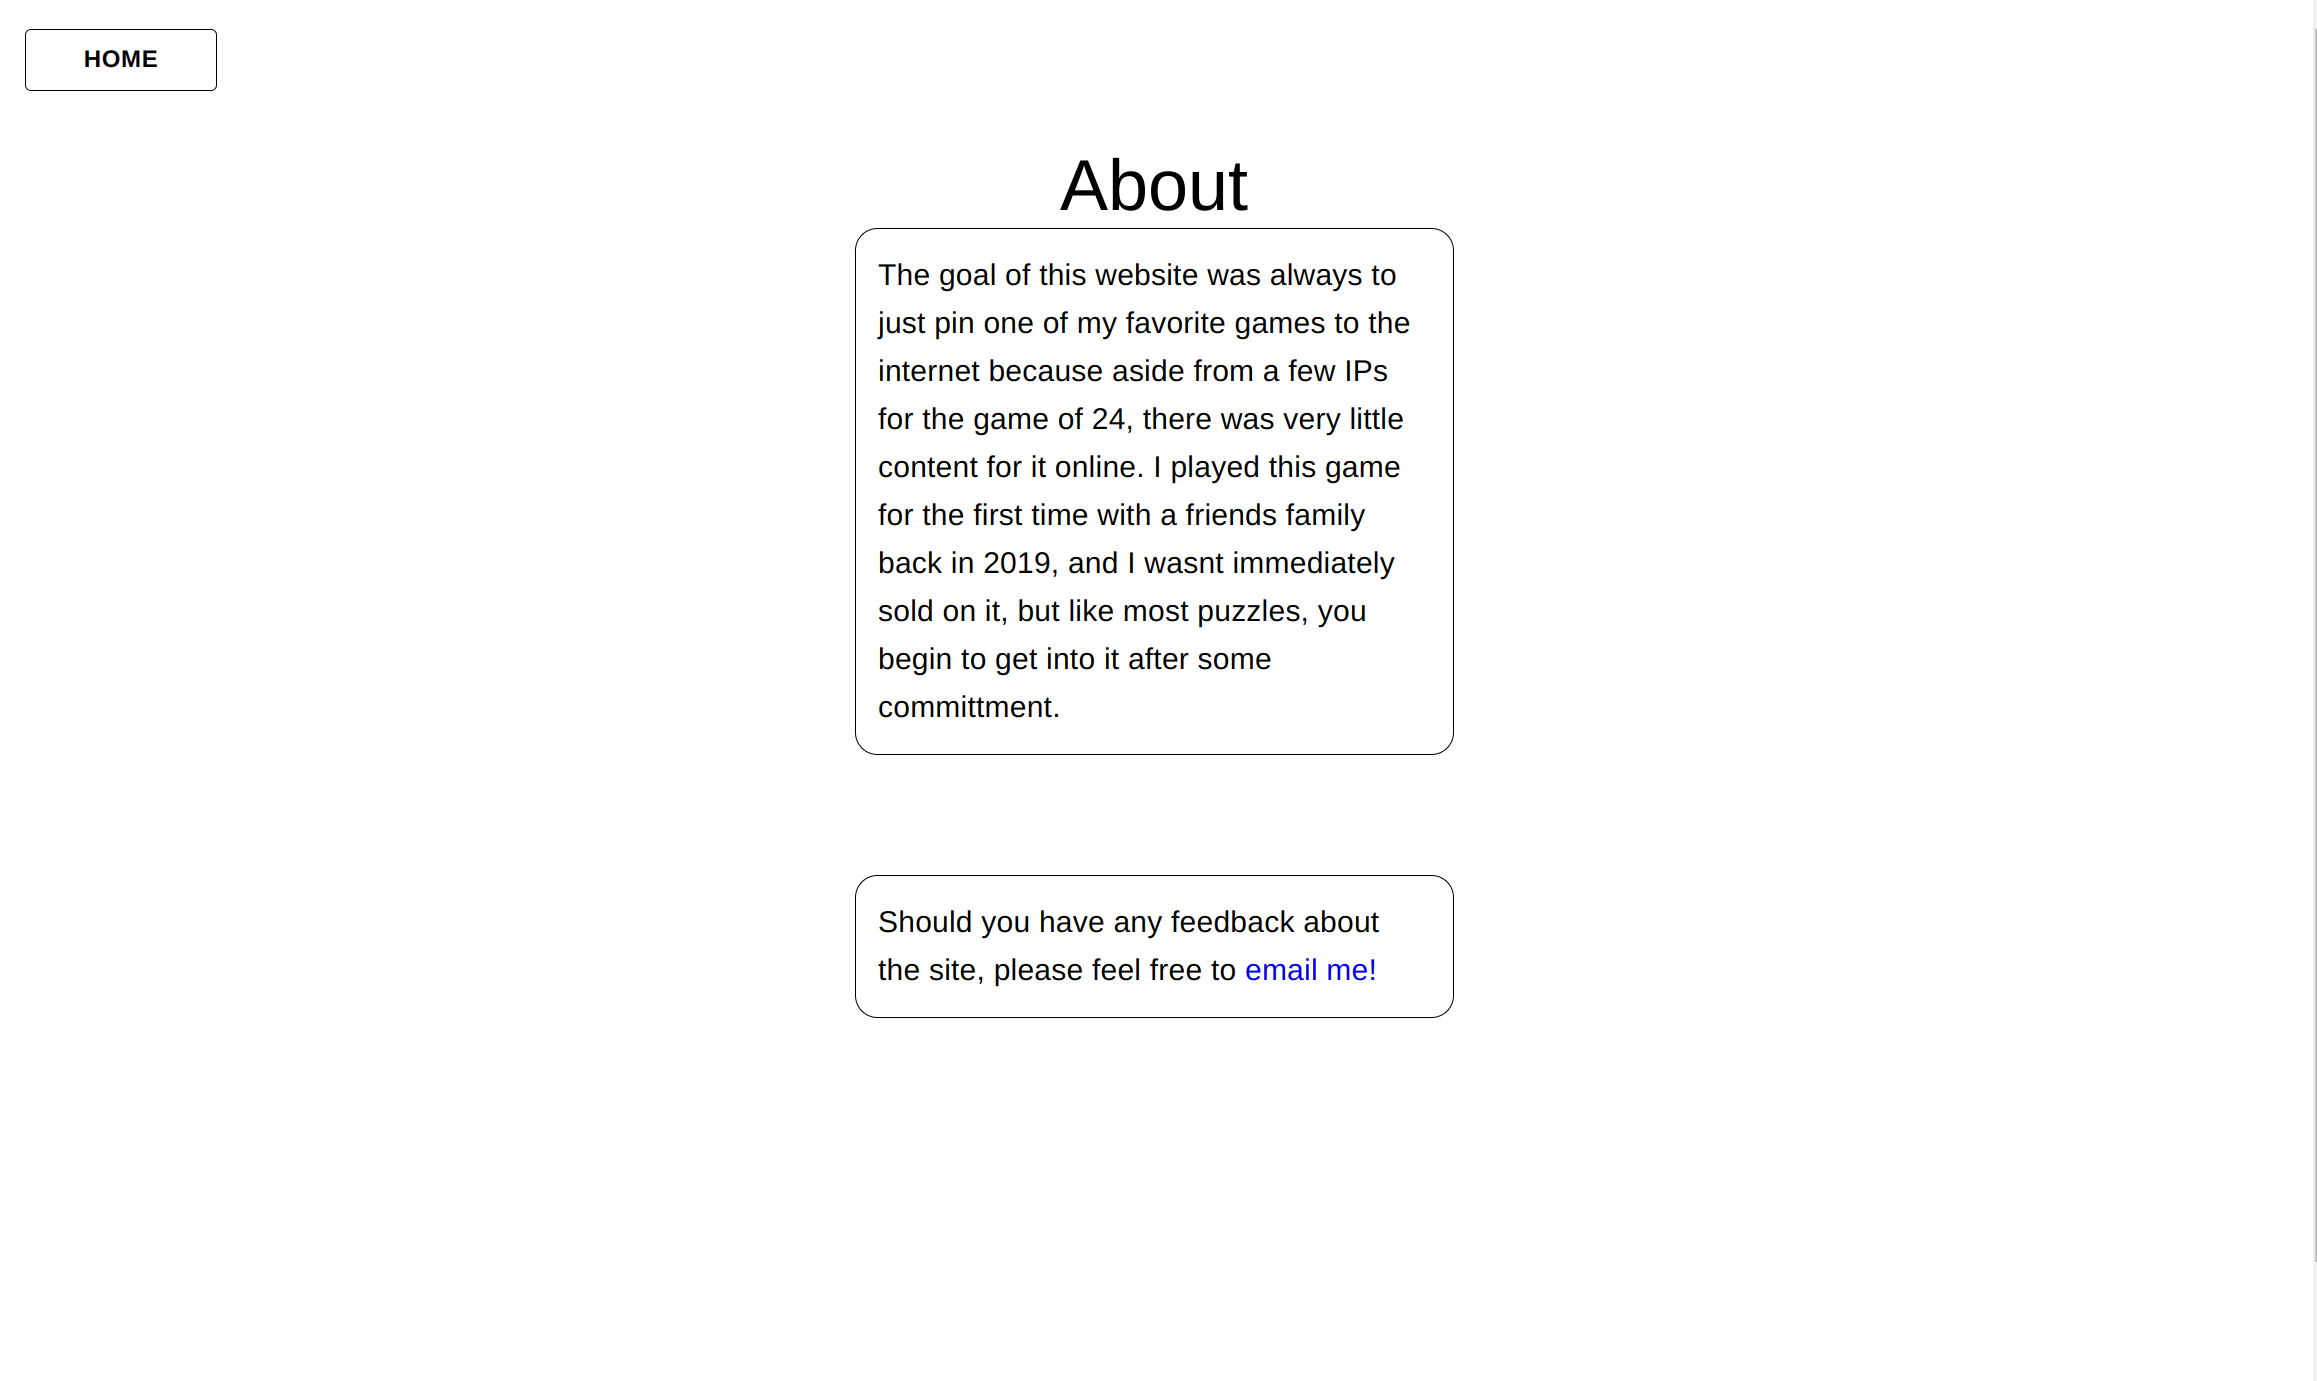 HOME
About
The goal of this website was always to
just pin one of my favorite games to the
internet because aside from a few IPs
for the game of 24, there was very little
content for it online. I played this game
for the first time with a friends family
back in 2019, and I wasnt immediately
sold on it, but like most puzzles, you
begin to get into it after some
committment.
Should you have any feedback about
the site, please feel free to email me!